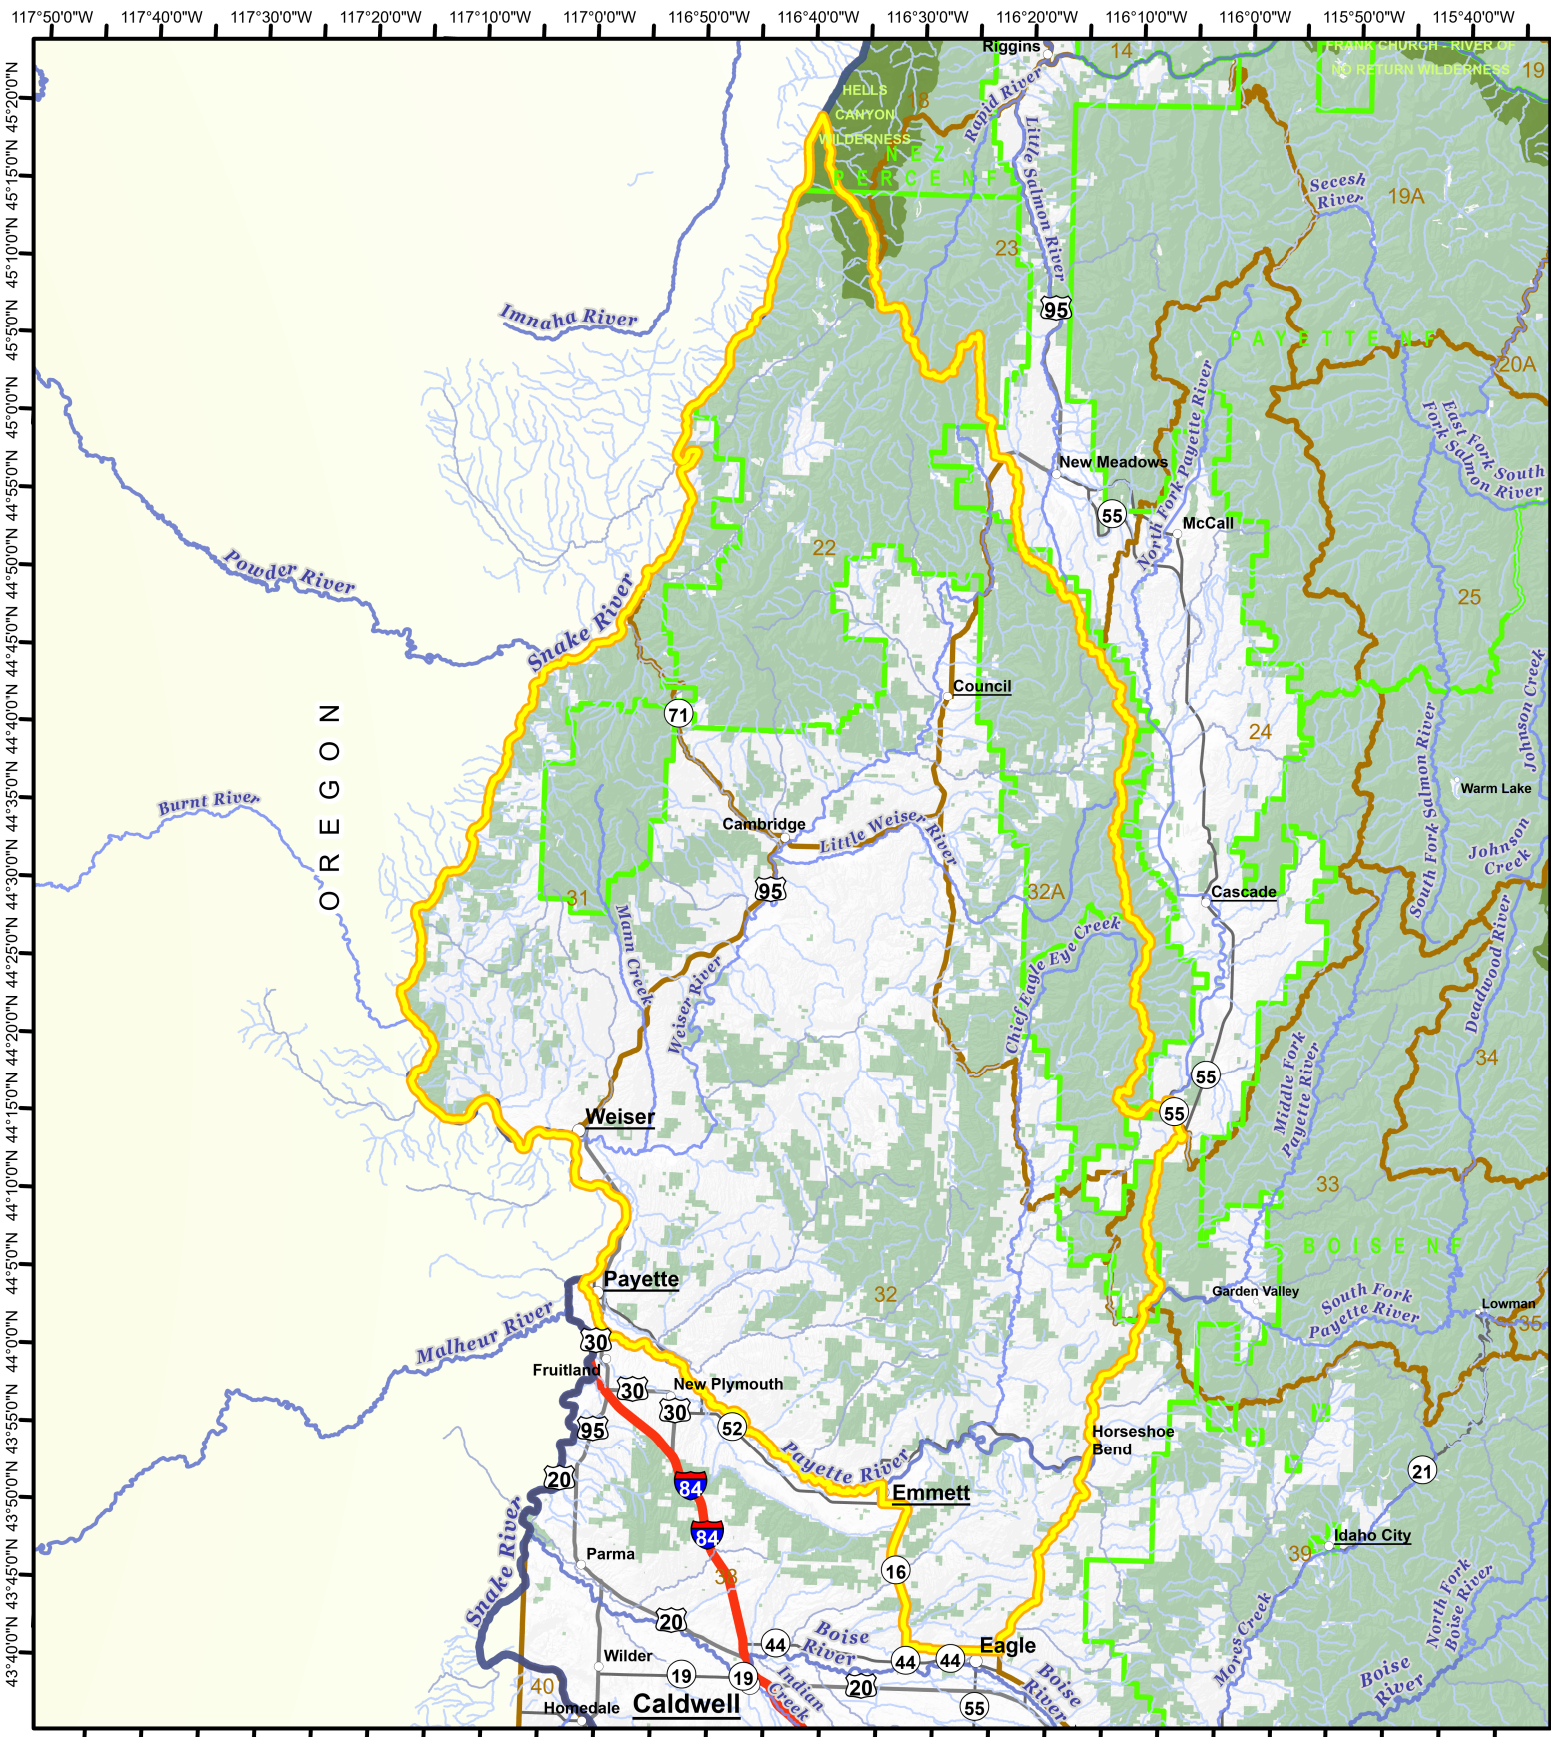 117°50'0"W 117°40'0"W 117°30'0"W 117°20'0"W 117°10'0"W 117°0'0"W 116°50'0"W 116°40'0"W 116°30'0"W 116°20'0"W 116°10'0"W 116°0'0"W 115°50'0"W 115°40'0"W
45°20'0"N
45°15'0"N
45°10'0"N
45°5'0"N
45°0'0"N
44°55'0"N
44°50'0"N
44°45'0"N
44°40'0"N
44°35'0"N
44°30'0"N
44°25'0"N
44°20'0"N
44°15'0"N
44°10'0"N
44°5'0"N
44°0'0"N
43°55'0"N
43°50'0"N
43°45'0"N
43°40'0"N
Riggins
14
FRANK CHURCH - RIVER OF
NO RETURN WILDERNESS
19
HELLS
CANYON
WILDERNESS
18
Rapid River
NEZ
PERCE NF
Little Salmon River
Secesh
River
19A
23
95
Imnaha River
PAYETTE NF
20A
North Fork Payette River
East Fork South
Fork Salmon
River
New Meadows
55
McCall
22
Powder River
Snake River
25
Council
71
24
OREGON
Johnson Creek
South Fork Salmon River
Warm Lake
Burnt River
Cambridge
Little Weiser River
Johnson
Creek
95
31
32A
Cascade
Mann Creek
Chief Eagle Eye Creek
Deadwood River
Weiser River
34
55
Middle Fork
Payette River
55
Weiser
33
BOISE NF
Payette
32
Garden Valley
South Fork
Payette River
Lowman
35
Malheur River
30
Fruitland
30
New Plymouth
30
95
52
Horseshoe
Bend
Payette River
20
84
Emmett
21
84
Snake River
Idaho City
39
Parma
16
38
20
North Fork
Boise River
Mores Creek
44
Boise
River
Eagle
44
44
Wilder
19
19
Indian
Creek
20
Boise
River
Boise
River
40
Homedale
Caldwell
55